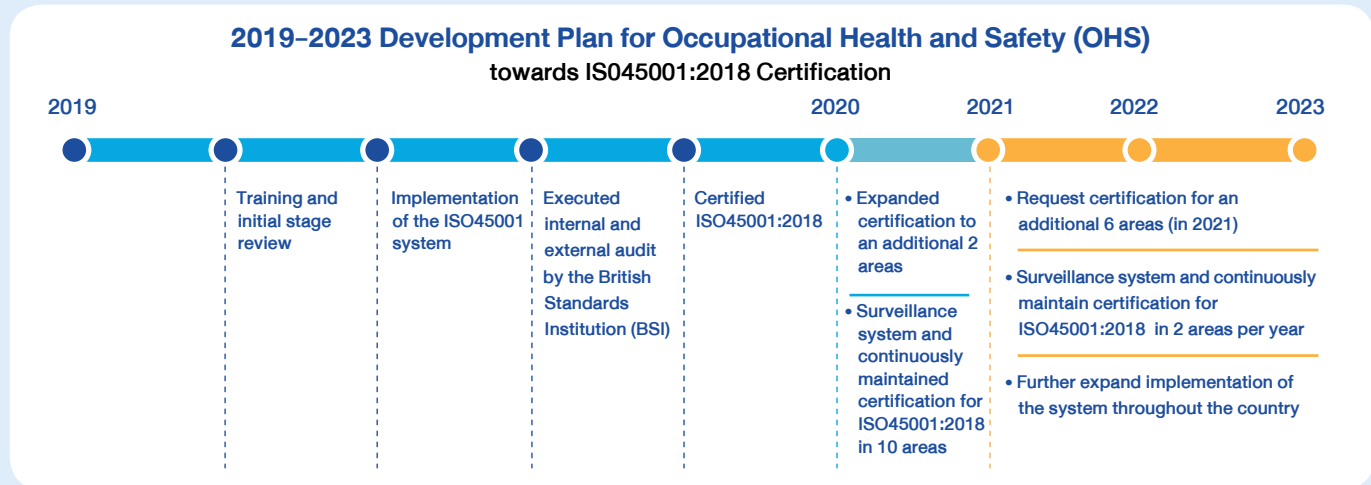 2019–2023 Development Plan for Occupational Health and Safety (OHS)
towards IS045001:2018 Certification
2019
2020
2021
2022
2023
Training and
initial stage
review
Implementation
of the ISO45001
system
Executed
internal and
external audit
by the British
Standards
Institution (BSI)
Certified
ISO45001:2018
• Expanded
certification to
an additional 2
areas
• Surveillance
system and
continuously
maintained
certification for
ISO45001:2018
in 10 areas
• Request certification for an
additional 6 areas (in 2021)
• Surveillance system and continuously
maintain certification for
ISO45001:2018 in 2 areas per year
• Further expand implementation of
the system throughout the country